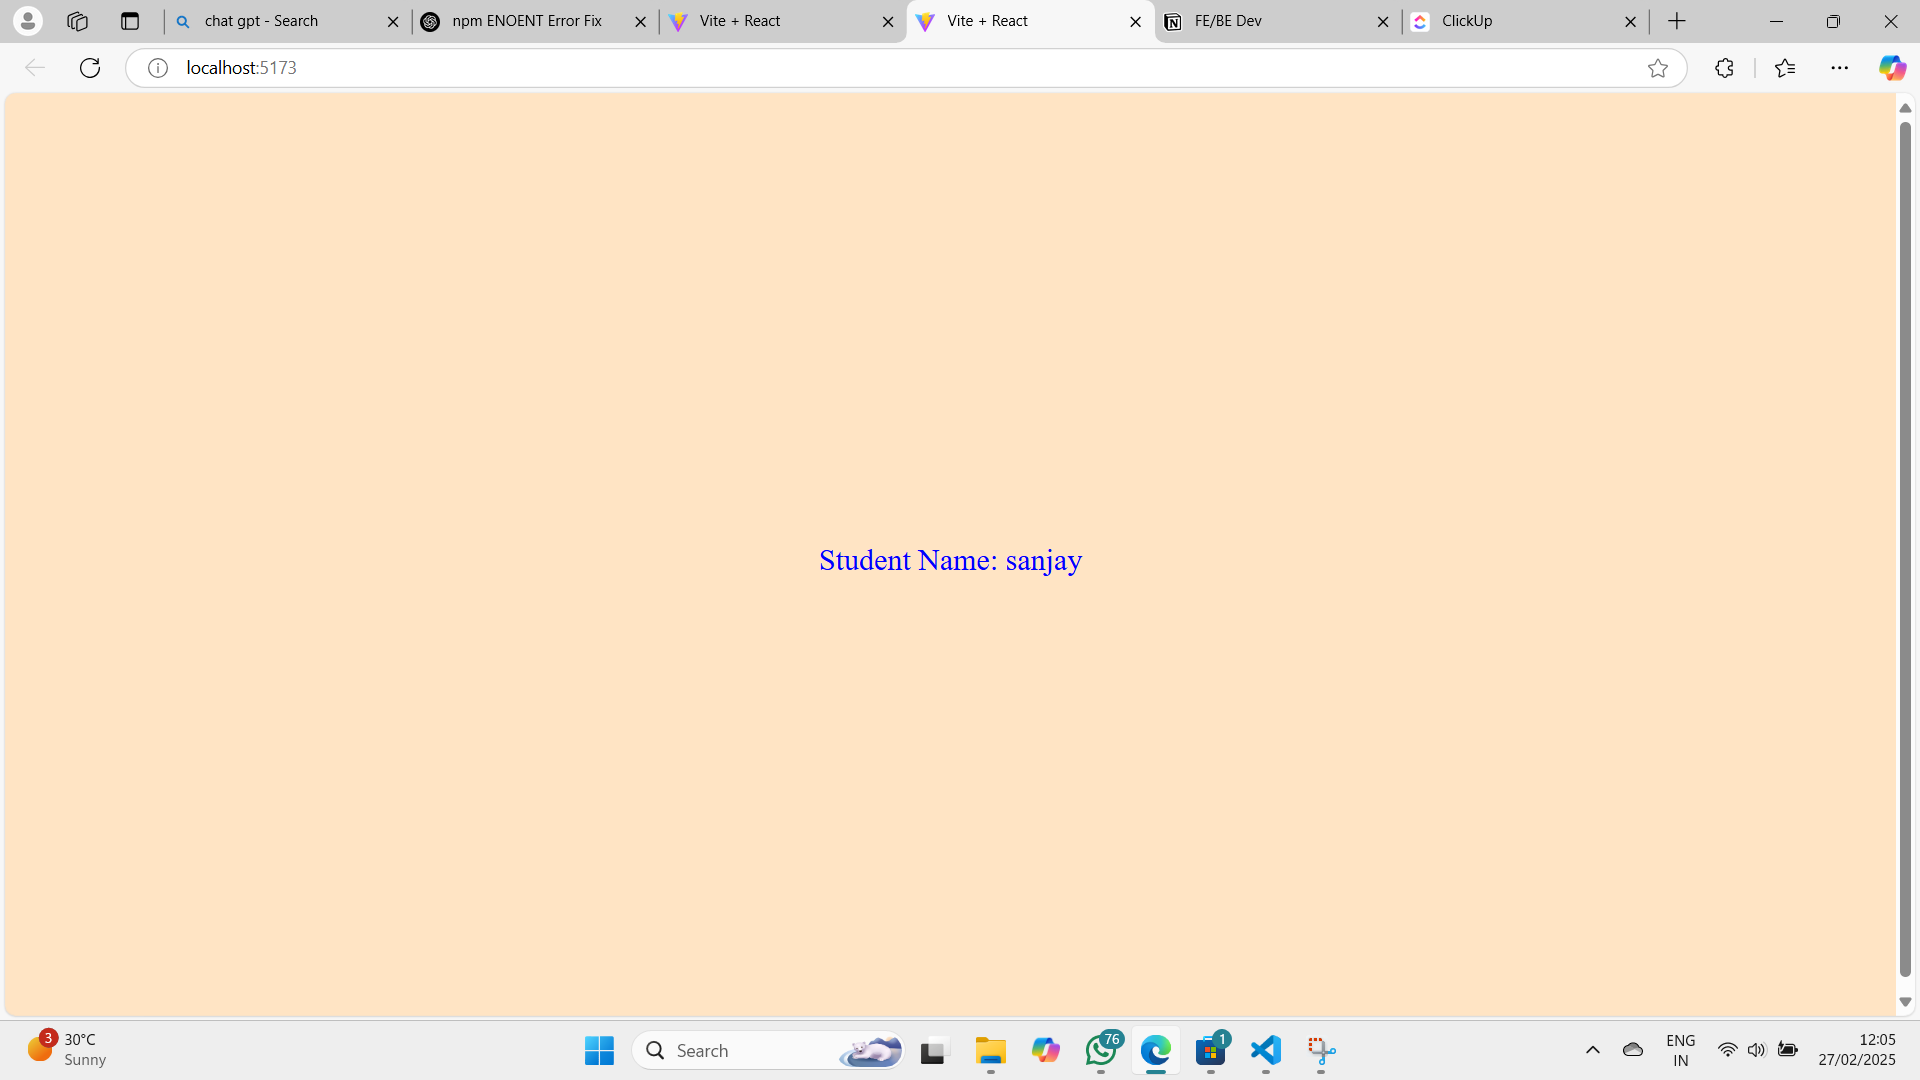 chat gpt - Search
npm ENOENT Error Fix
Vite + React
Vite + React
FE/BE Dev
ClickUp
localhost:5173
Student Name: sanjay
3
30°C
Sunny
Search
76
1
ENG
IN
12:05
27/02/2025